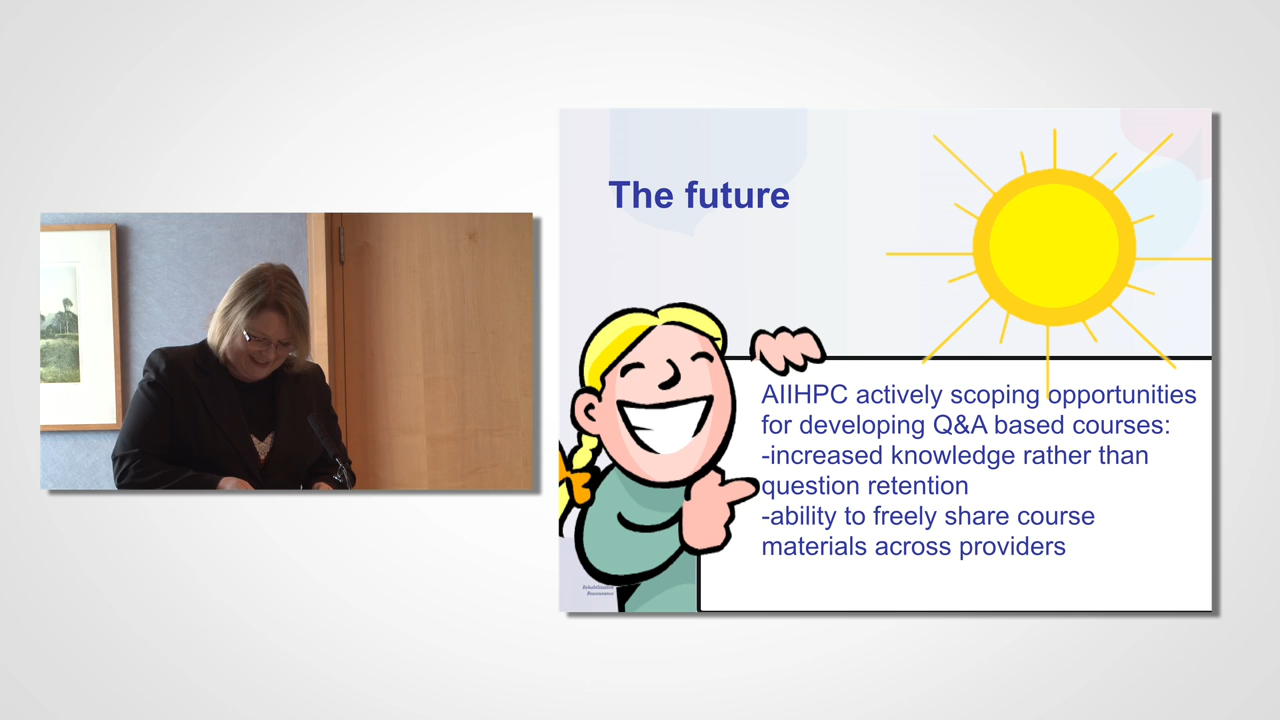 The future
AIIHPC actively scoping opportunities
for developing Q&A based courses:
-increased knowledge rather than
question retention
-ability to freely share course
materials across providers
Rehabilitation